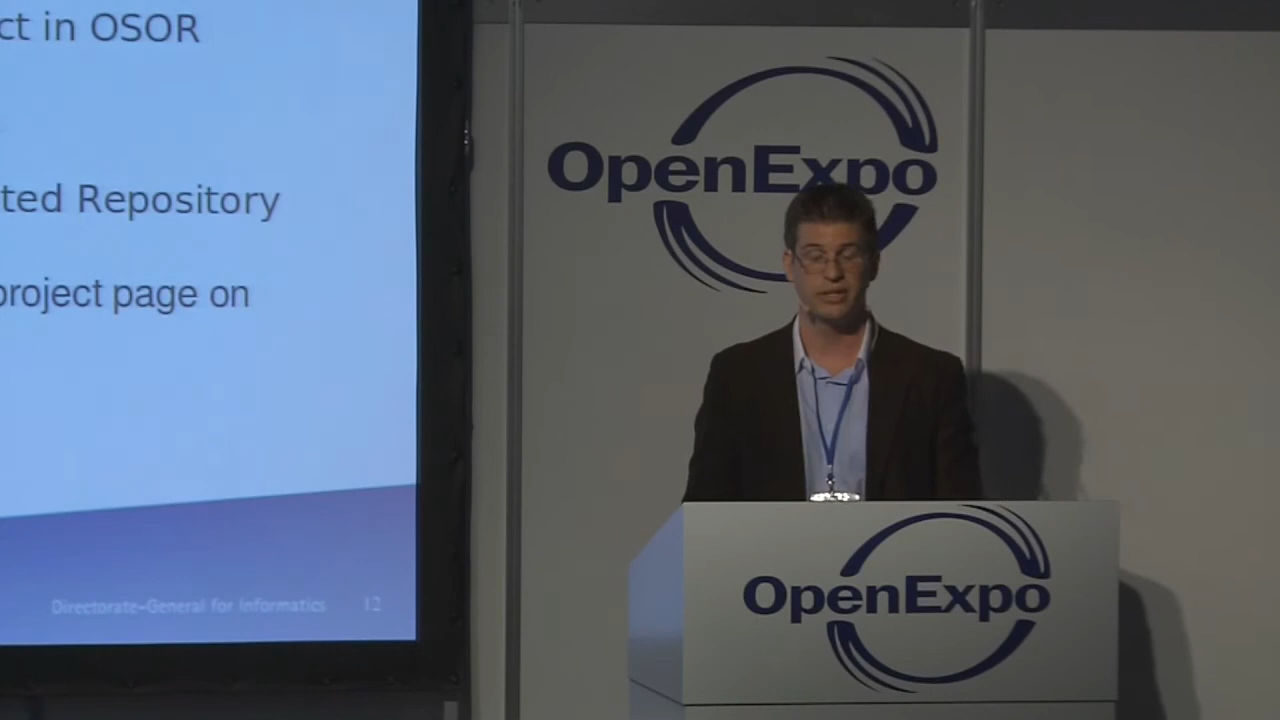 ct in OSOR
ted Repository
project page on
Directorate-General for Informatics 12
OpenExpo
OpenExpo